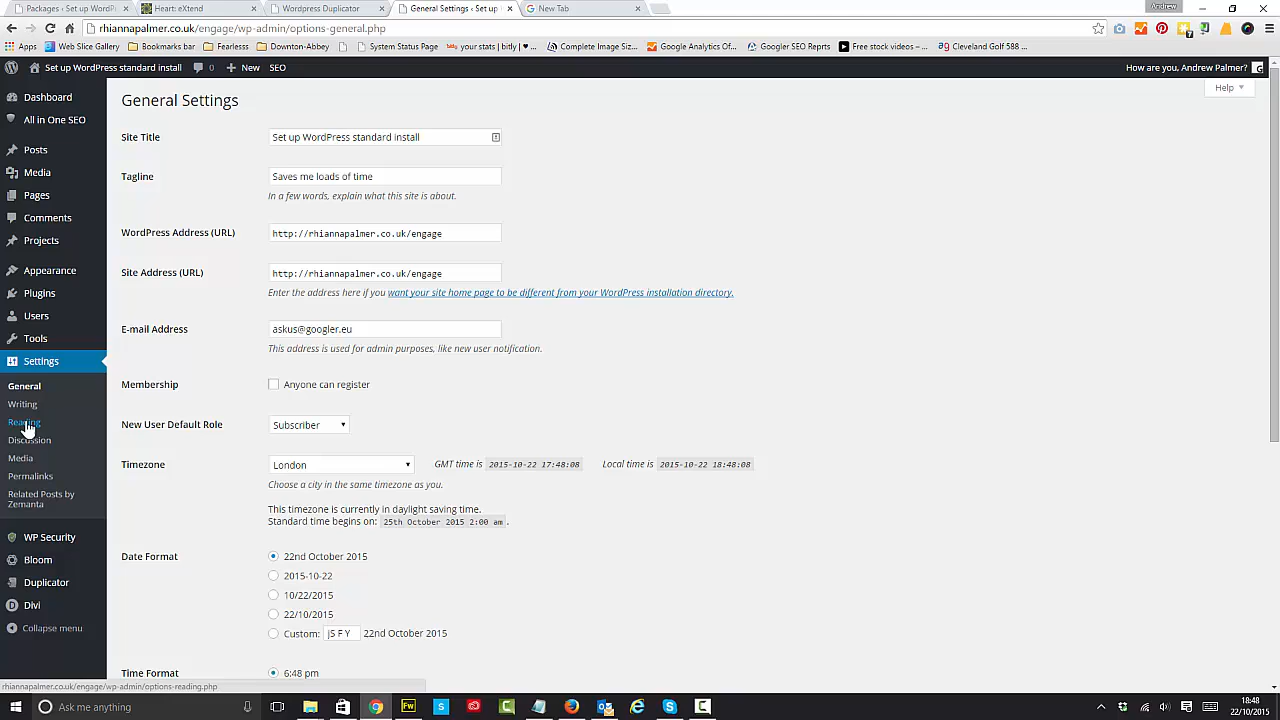 Packages ‹ Set up WordPr
Heart: eXtend
Wordpress Duplicator
General Settings ‹ Set up
New Tab
Andrew
rhiannapalmer.co.uk/engage/wp-admin/options-general.php
Apps
Web Slice Gallery
Bookmarks bar
Fearlesss
Downton-Abbey
System Status Page
your stats | bitly | ♥ ...
Complete Image Siz...
Google Analytics Of...
Googler SEO Reprts
Free stock videos – ...
Cleveland Golf 588 ...
Set up WordPress standard install
0
New
SEO
How are you, Andrew Palmer?
Help
Dashboard
All in One SEO
Posts
Media
Pages
Comments
Projects
Appearance
Plugins
Users
Tools
Settings
General
Writing
Reading
Discussion
Media
Permalinks
Related Posts by
Zemanta
WP Security
Bloom
Duplicator
Divi
Collapse menu
General Settings
Site Title
Set up WordPress standard install
Tagline
Saves me loads of time
In a few words, explain what this site is about.
WordPress Address (URL)
http://rhiannapalmer.co.uk/engage
Site Address (URL)
http://rhiannapalmer.co.uk/engage
Enter the address here if you want your site home page to be different from your WordPress installation directory.
E-mail Address
askus@googler.eu
This address is used for admin purposes, like new user notification.
Membership
Anyone can register
New User Default Role
Subscriber
Timezone
London
GMT time is 2015-10-22 17:48:08
Local time is 2015-10-22 18:48:08
Choose a city in the same timezone as you.
This timezone is currently in daylight saving time.
Standard time begins on: 25th October 2015 2:00 am .
Date Format
22nd October 2015
2015-10-22
10/22/2015
22/10/2015
Custom: jS F Y 22nd October 2015
Time Format
6:48 pm
rhiannapalmer.co.uk/engage/wp-admin/options-reading.php
Ask me anything
18:48
22/10/2015